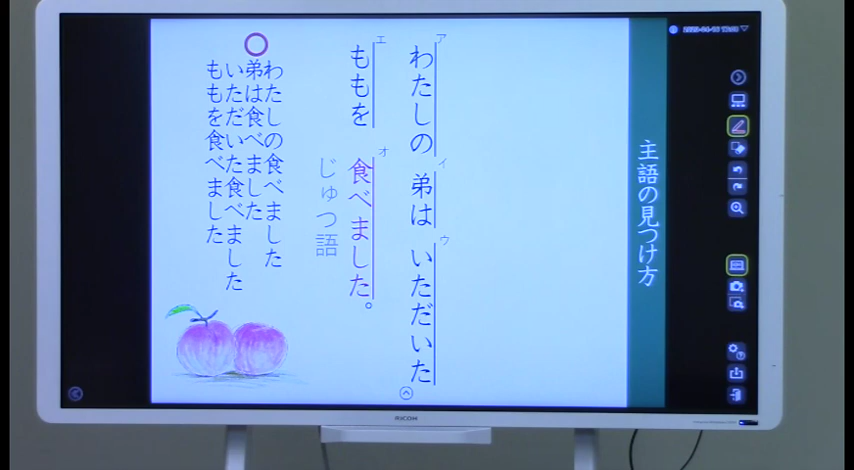 主語の見つけ方
ア わたしの イ 弟は ウ いただいた
エ ももを オ 食べました。
じゅつ語
わたしの食べました
弟は食べました
いただいた食べました
ももを食べました
RICOH